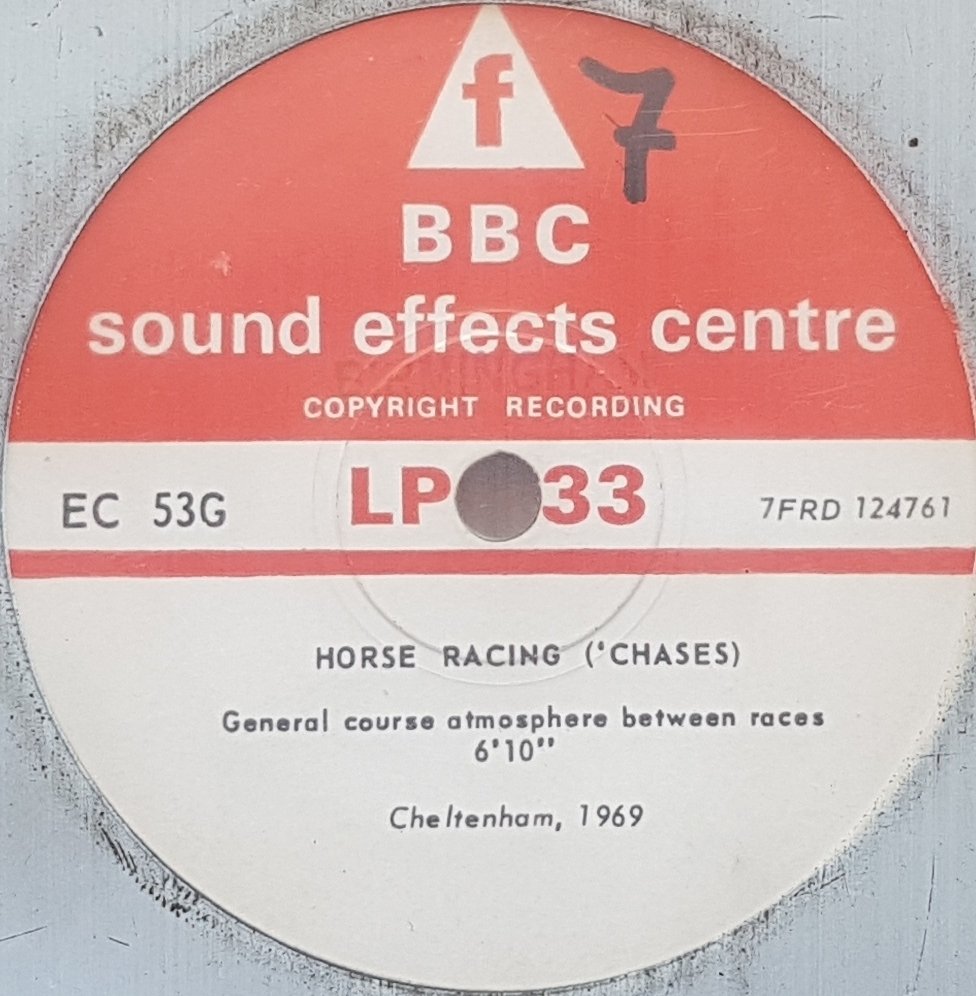 f 7
BBC
sound effects centre
BIRMINGHAM
COPYRIGHT RECORDING
EC 53G LP 33 7FRD 124761
HORSE RACING ('CHASES)
General course atmosphere between races
6'10"
Cheltenham, 1969